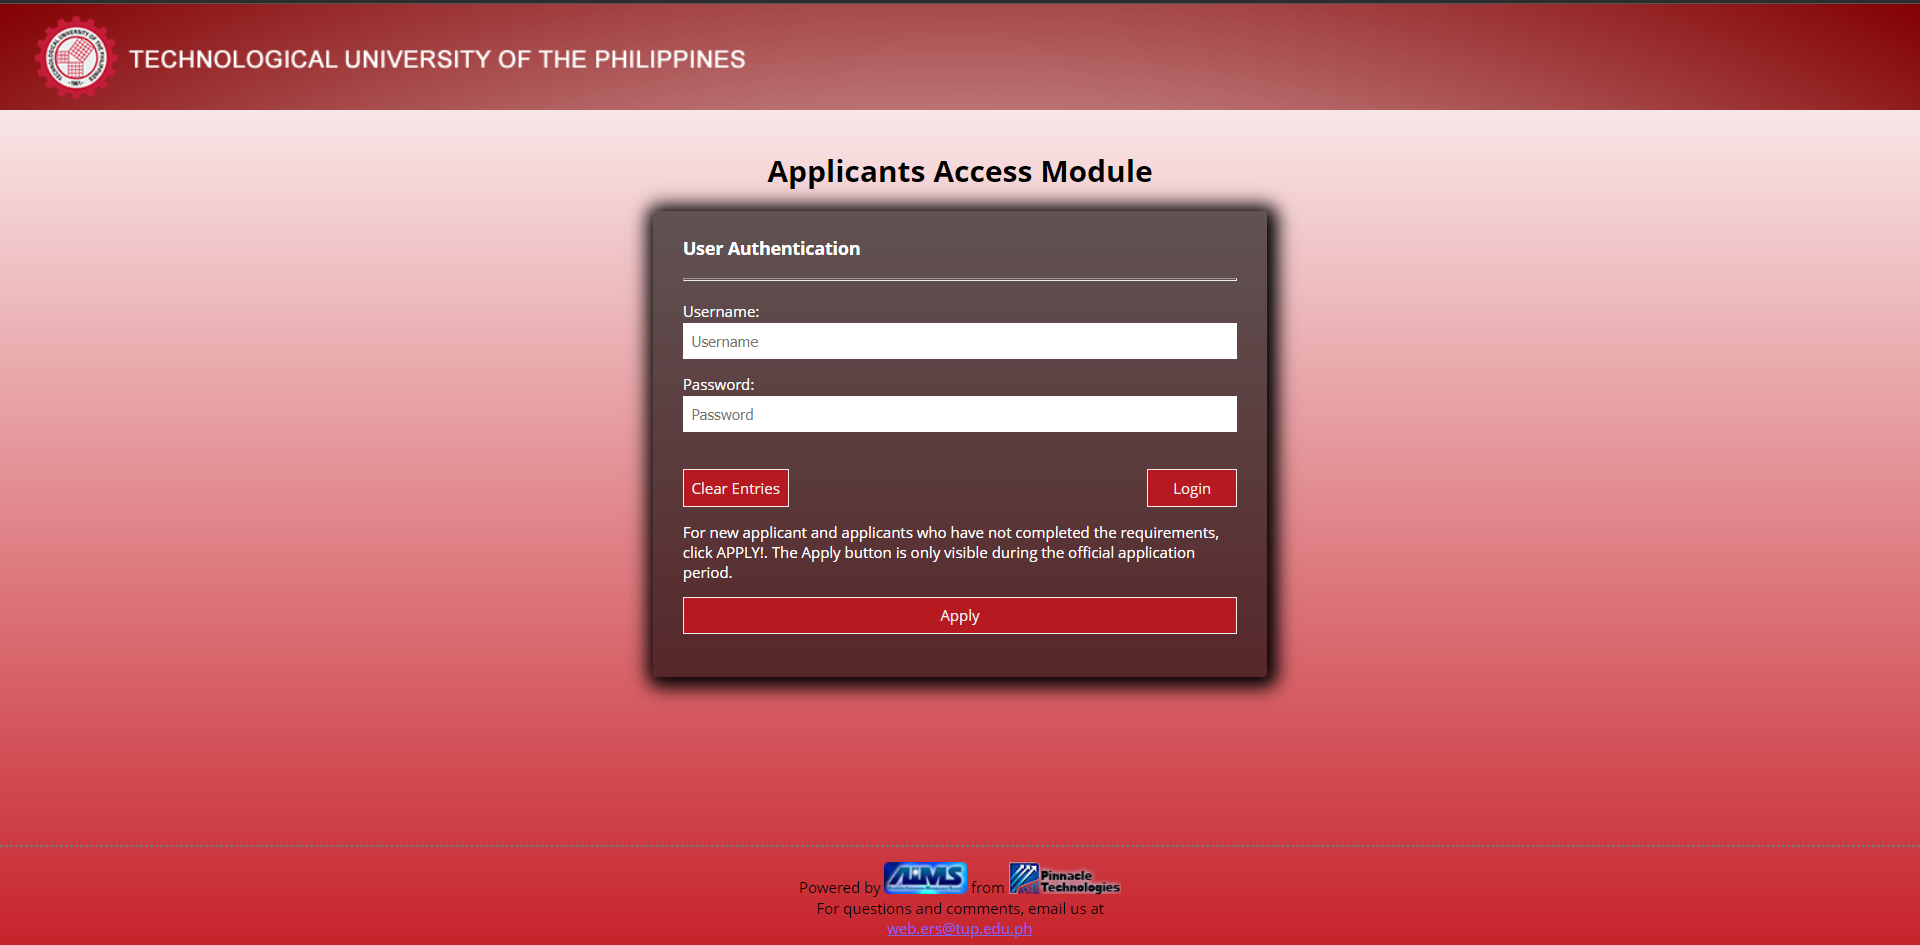 TECHNOLOGICAL UNIVERSITY OF THE PHILIPPINES
Applicants Access Module
User Authentication
Username:
Username
Password:
Password
Clear Entries
Login
For new applicant and applicants who have not completed the requirements,
click APPLY!. The Apply button is only visible during the official application
period.
Apply
Powered by AIMS from Pinnacle Technologies
For questions and comments, email us at
web.ers@tup.edu.ph